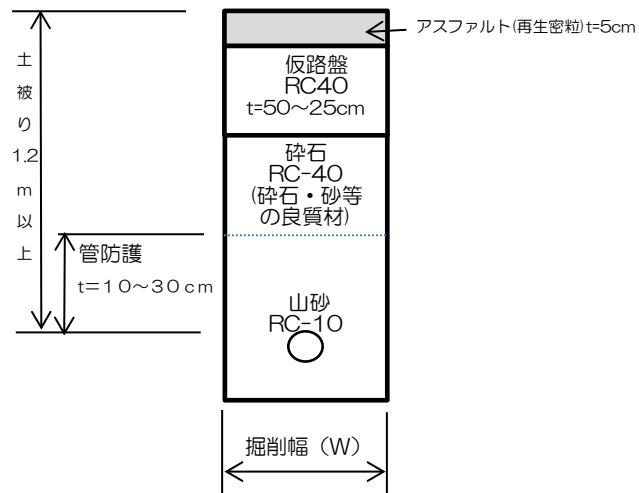 アスファルト(再生密粒)t=5cm
仮路盤
RC40
t=50～25cm
土
被
り
1.2
m
以
上
砕石
RC-40
(砕石・砂等
の良質材)
管防護
t＝１０～３０ｃｍ
山砂
RC-10
掘削幅（W）